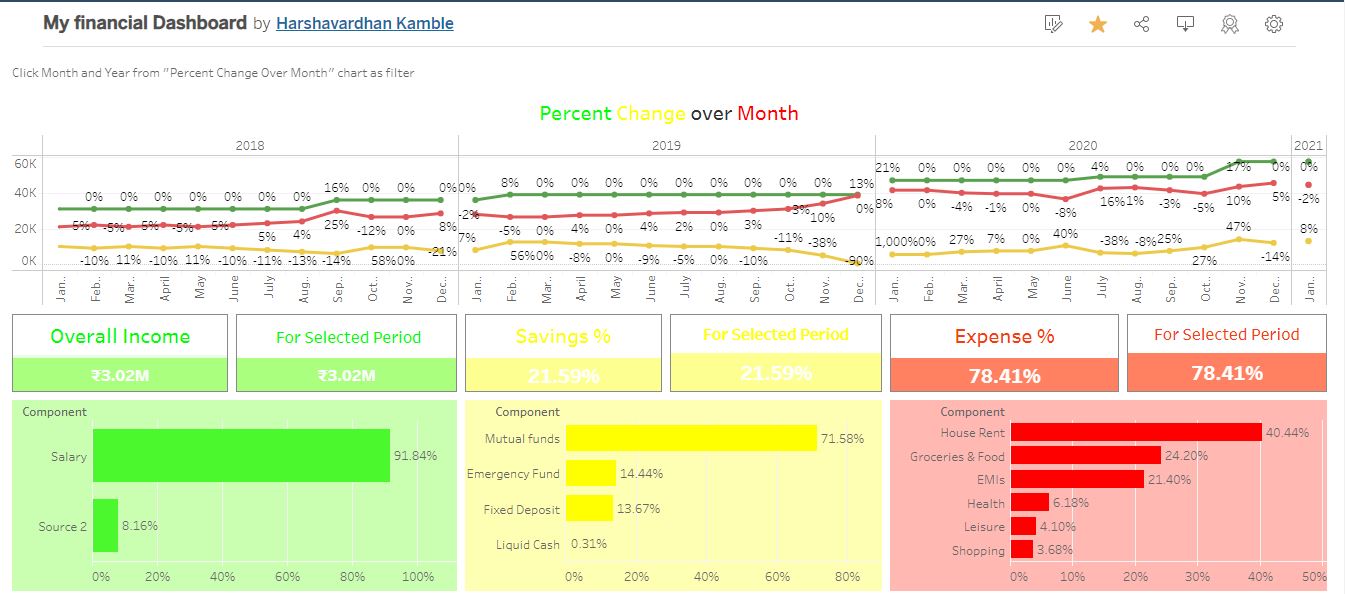 My financial Dashboard by Harshavardhan Kamble
Click Month and Year from "Percent Change Over Month" chart as filter
Percent Change over Month
2018 2019 2020 2021
60K
40K
20K
0K
0% 0% 0% 0% 0% 0% 0% 16% 0% 0% 0% 0% 8% 0% 0% 0% 0% 0% 0% 0% 0% 0% 13% 21% 0% 0% 0% 0% 0% 4% 0% 0% 0% 17% 0% 0%
5% -5% 5% -5% 5% 5% 4% 25% -12% 0% 8% -2% -5% 0% 4% 0% 4% 2% 0% 3% 3% 10% 0% 8% 0% -4% -1% 0% -8% 16% 1% -3% -5% 10% 5% -2%
-10% 11% -10% 11% -10% -11% -13% -14% 58% 0% -21% 7% 56% 0% -8% 0% -9% -5% 0% -10% -11% -38% -90% 1,000% 0% 27% 7% 0% 40% -38% -8% 25% 27% 47% -14% 8%
Jan.. Feb.. Mar.. April May June July Aug.. Sep.. Oct.. Nov.. Dec.. Jan.. Feb.. Mar.. April May June July Aug.. Sep.. Oct.. Nov.. Dec.. Jan.. Feb.. Mar.. April May June July Aug.. Sep.. Oct.. Nov.. Dec.. Jan..
Overall Income For Selected Period Savings % For Selected Period Expense % For Selected Period
₹3.02M ₹3.02M 21.59% 21.59% 78.41% 78.41%
Component
Salary 91.84%
Source 2 8.16%
0% 20% 40% 60% 80% 100%
Component
Mutual funds 71.58%
Emergency Fund 14.44%
Fixed Deposit 13.67%
Liquid Cash 0.31%
0% 20% 40% 60% 80%
Component
House Rent 40.44%
Groceries & Food 24.20%
EMIs 21.40%
Health 6.18%
Leisure 4.10%
Shopping 3.68%
0% 10% 20% 30% 40% 50%